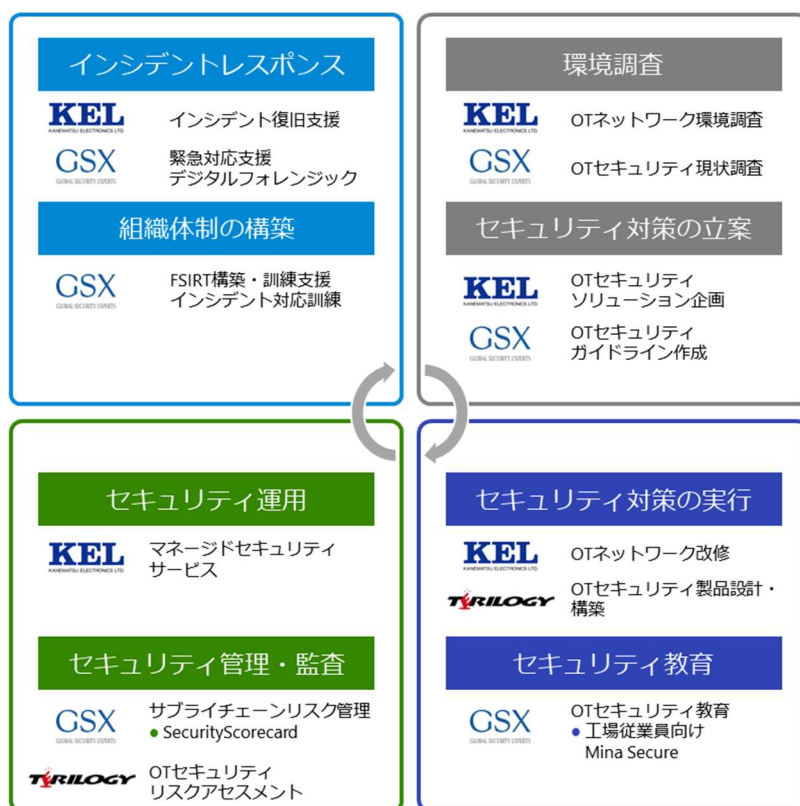 インシデントレスポンス
KEL
KANEMATSU ELECTRONICS LTD.
インシデント復旧支援
GSX
GLOBAL SECURITY EXPERTS
緊急対応支援
デジタルフォレンジック
組織体制の構築
GSX
GLOBAL SECURITY EXPERTS
FSIRT構築・訓練支援
インシデント対応訓練
環境調査
KEL
KANEMATSU ELECTRONICS LTD.
OTネットワーク環境調査
GSX
GLOBAL SECURITY EXPERTS
OTセキュリティ現状調査
セキュリティ対策の立案
KEL
KANEMATSU ELECTRONICS LTD.
OTセキュリティ
ソリューション企画
GSX
GLOBAL SECURITY EXPERTS
OTセキュリティ
ガイドライン作成
セキュリティ運用
KEL
KANEMATSU ELECTRONICS LTD.
マネージドセキュリティ
サービス
セキュリティ管理・監査
GSX
GLOBAL SECURITY EXPERTS
サプライチェーンリスク管理
● SecurityScorecard
TERILOGY
OTセキュリティ
リスクアセスメント
セキュリティ対策の実行
KEL
KANEMATSU ELECTRONICS LTD.
OTネットワーク改修
TERILOGY
OTセキュリティ製品設計・
構築
セキュリティ教育
GSX
GLOBAL SECURITY EXPERTS
OTセキュリティ教育
● 工場従業員向け
Mina Secure